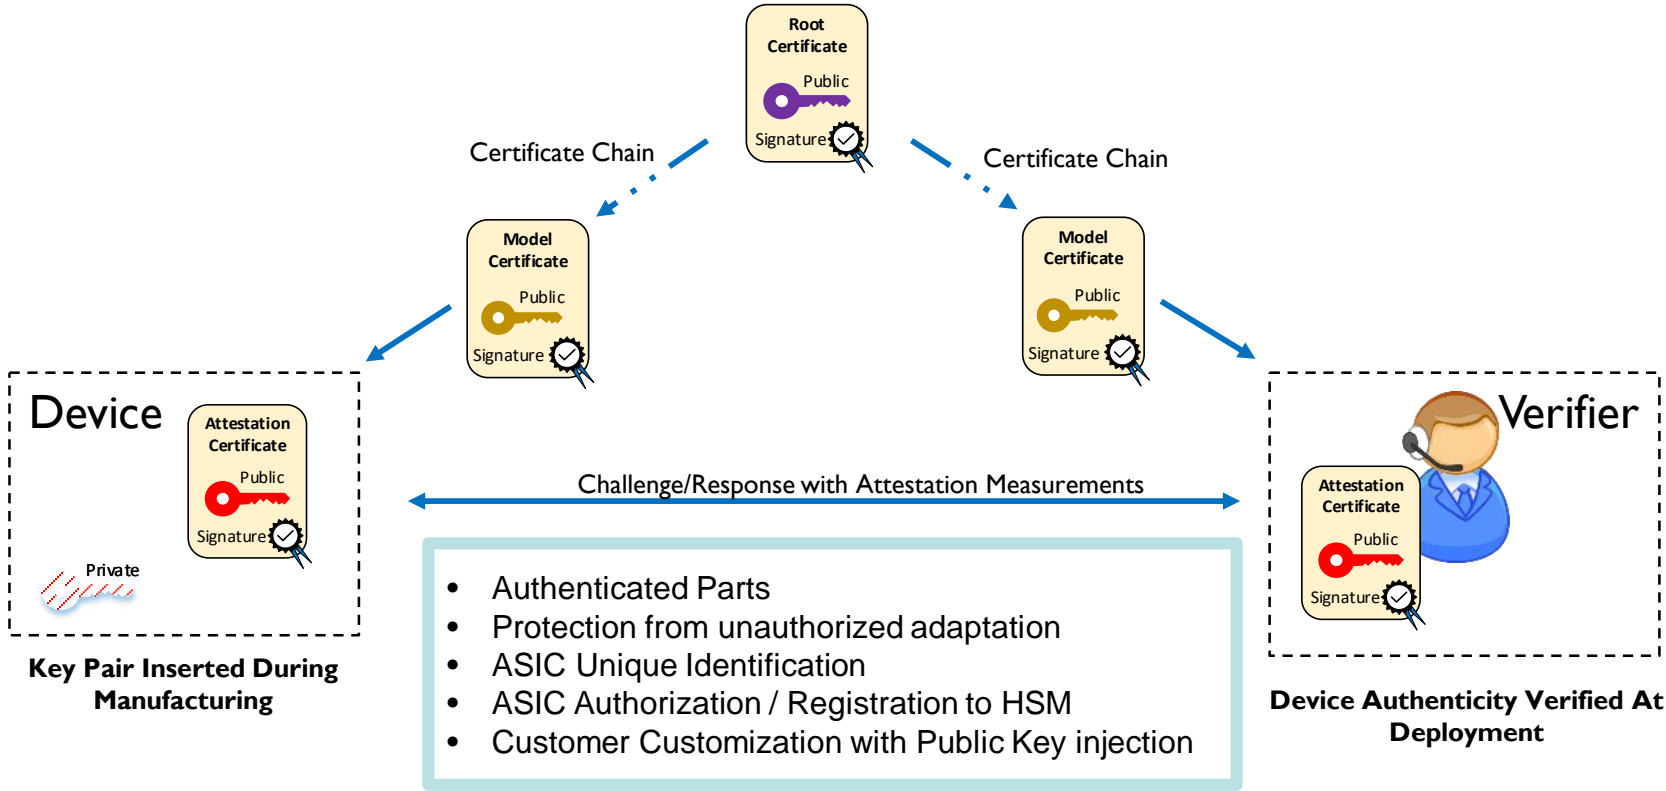 Root
Certificate
Public
Signature
Certificate Chain
Certificate Chain
Model
Certificate
Public
Signature
Model
Certificate
Public
Signature
Device
Attestation
Certificate
Public
Signature
Private
Key Pair Inserted During
Manufacturing
Challenge/Response with Attestation Measurements
• Authenticated Parts
• Protection from unauthorized adaptation
• ASIC Unique Identification
• ASIC Authorization / Registration to HSM
• Customer Customization with Public Key injection
Verifier
Attestation
Certificate
Public
Signature
Device Authenticity Verified At
Deployment